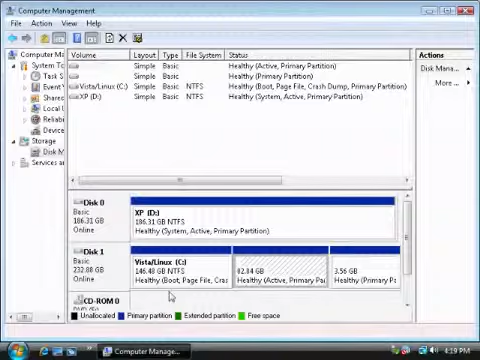 Computer Management
File Action View Help
Computer Ma
System To
Task S
Event
Shared
Local
Reliab
Device
Storage
Disk M
Services a
Volume Layout Type File System Status
Simple Basic Healthy (Active, Primary Partition)
Simple Basic Healthy (Primary Partition)
Vista/Linux (C:) Simple Basic NTFS Healthy (Boot, Page File, Crash Dump, Primary Partition)
XP (D:) Simple Basic NTFS Healthy (System, Active, Primary Partition)
Actions
Disk Mana...
More ...
Disk 0
Basic
186.31 GB
Online
XP (D:)
186.31 GB NTFS
Healthy (System, Active, Primary Partition)
Disk 1
Basic
232.88 GB
Online
Vista/Linux (C:)
146.48 GB NTFS
Healthy (Boot, Page File, Cras
82.84 GB
Healthy (Active, Primary Pa
3.56 GB
Healthy (Primary P
CD-ROM 0
Unallocated Primary partition Extended partition Free space
Computer Manage...
4:19 PM